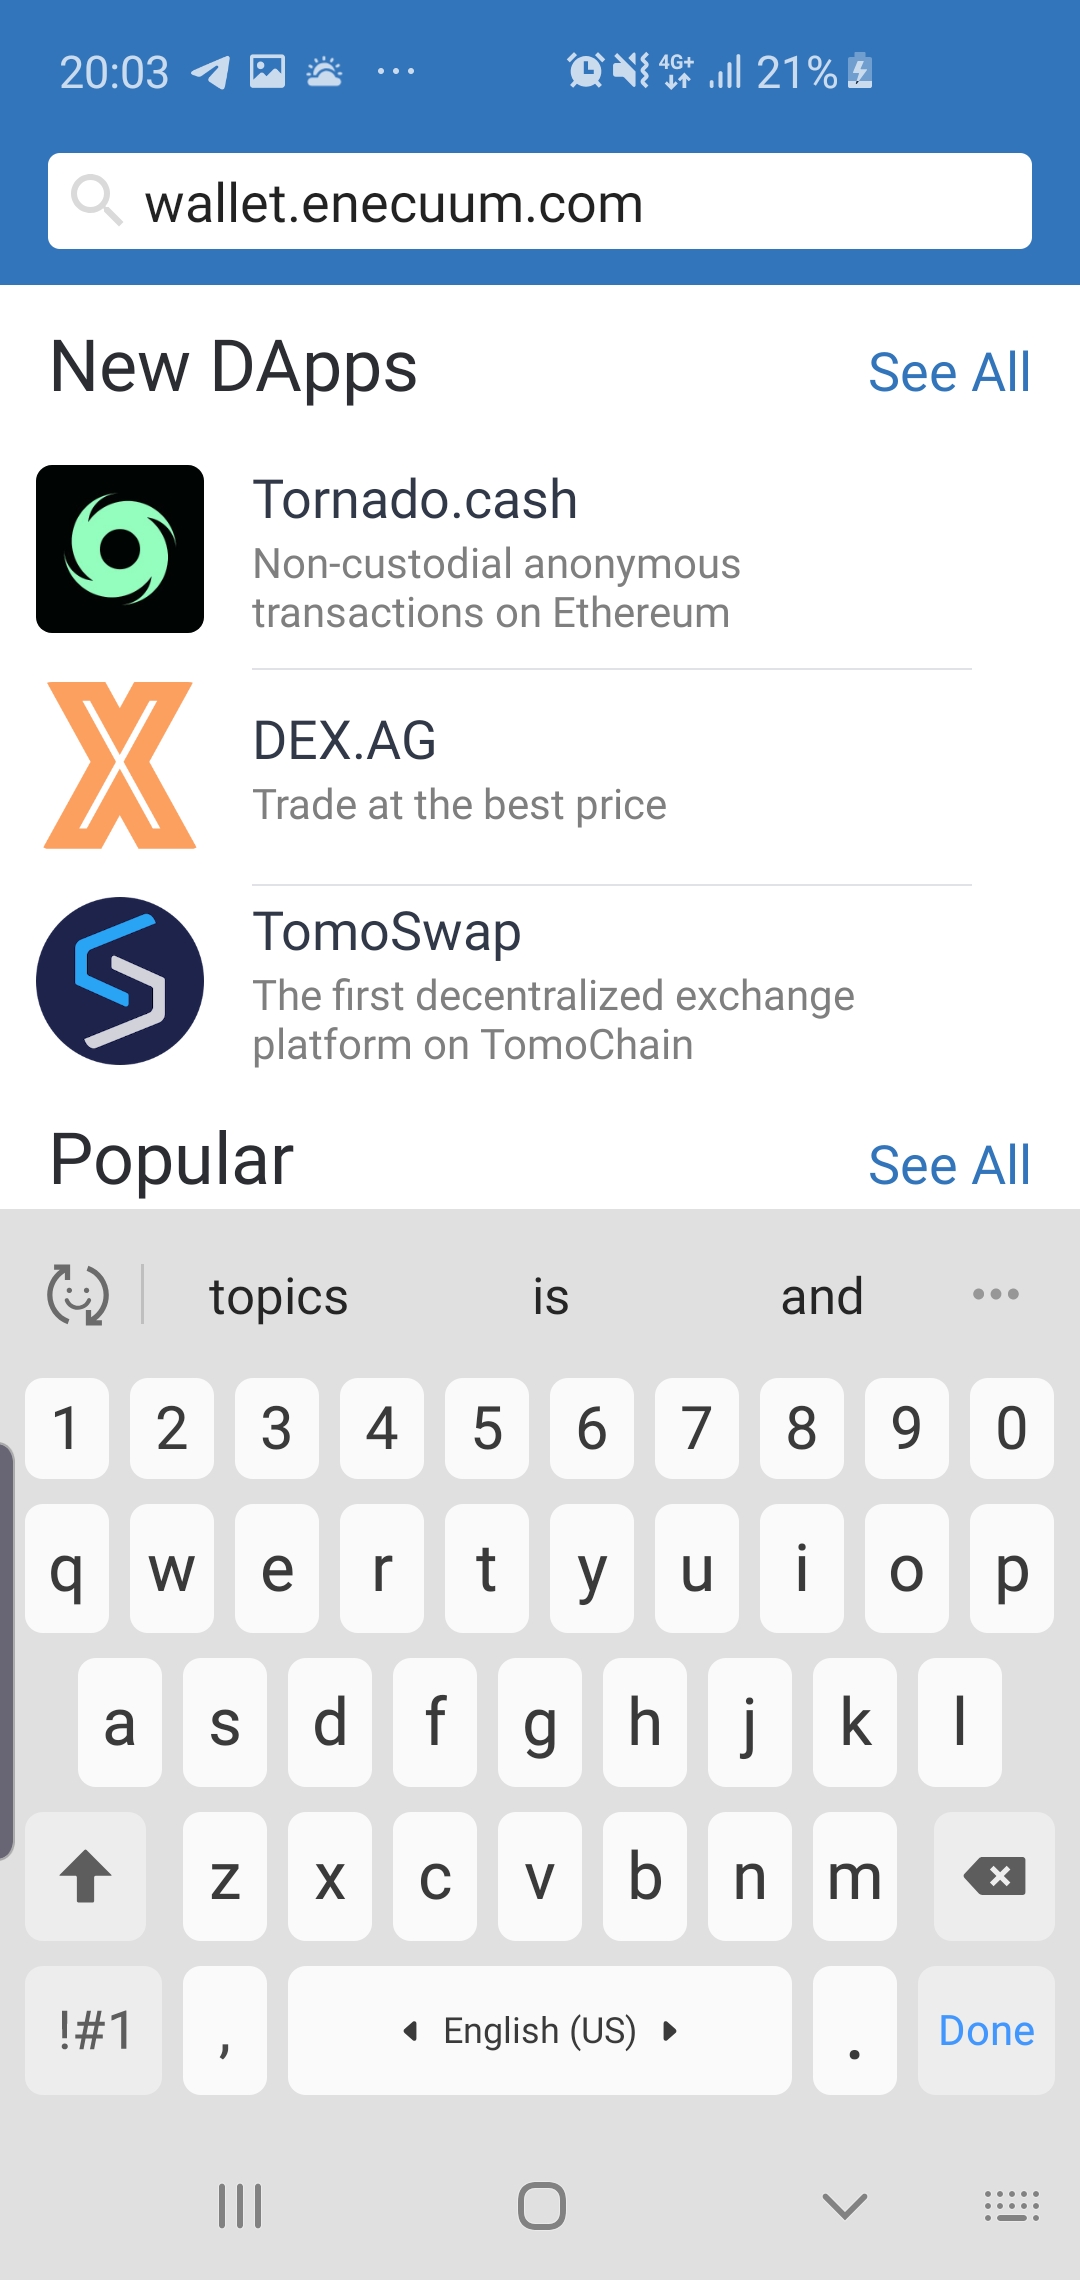 20:03 4G+ 21%
wallet.enecuum.com
New DApps See All
Tornado.cash
Non-custodial anonymous
transactions on Ethereum
DEX.AG
Trade at the best price
TomoSwap
The first decentralized exchange
platform on TomoChain
Popular See All
topics is and
1 2 3 4 5 6 7 8 9 0
q w e r t y u i o p
a s d f g h j k l
z x c v b n m
!#1 , English (US) . Done